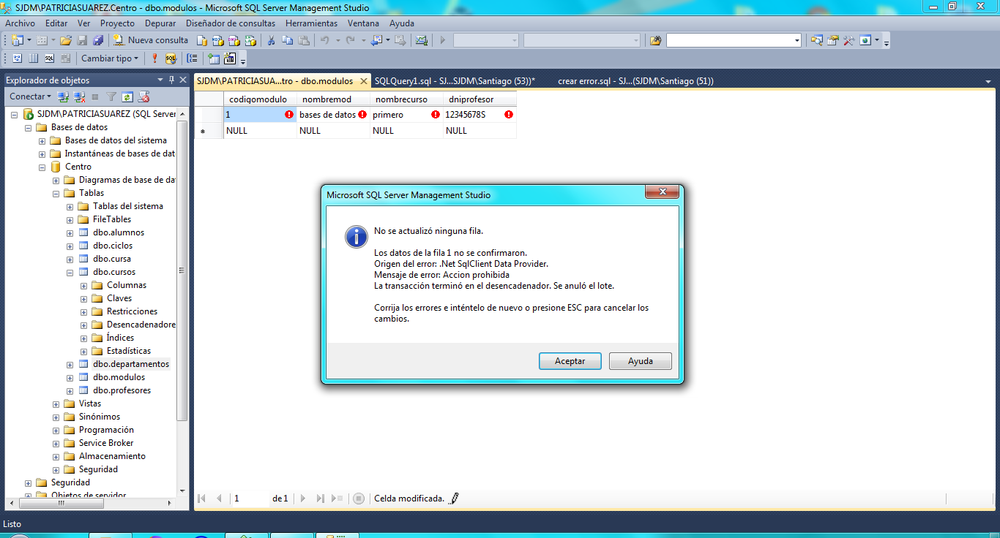 SJDM\PATRICIASUAREZ.Centro - dbo.modulos - Microsoft SQL Server Management Studio
Archivo Editar Ver Proyecto Depurar Diseñador de consultas Herramientas Ventana Ayuda
Nueva consulta
Cambiar tipo
Explorador de objetos
Conectar
SJDM\PATRICIASUAREZ (SQL Server
Bases de datos
Bases de datos del sistema
Instantáneas de bases de dat
Centro
Diagramas de base de da
Tablas
Tablas del sistema
FileTables
dbo.alumnos
dbo.ciclos
dbo.cursa
dbo.cursos
Columnas
Claves
Restricciones
Desencadenadore
Índices
Estadísticas
dbo.departamentos
dbo.modulos
dbo.profesores
Vistas
Sinónimos
Programación
Service Broker
Almacenamiento
Seguridad
Seguridad
Objetos de servidor
SJDM\PATRICIASUA...tro - dbo.modulos SQLQuery1.sql - SJ...SJDM\Santiago (53))* crear error.sql - SJ...(SJDM\Santiago (51))
codigomodulo nombremod nombrecurso dniprofesor
1 bases de datos primero 12345678S
NULL NULL NULL NULL
Microsoft SQL Server Management Studio
No se actualizó ninguna fila.
Los datos de la fila 1 no se confirmaron.
Origen del error: .Net SqlClient Data Provider.
Mensaje de error: Accion prohibida
La transacción terminó en el desencadenador. Se anuló el lote.
Corrija los errores e inténtelo de nuevo o presione ESC para cancelar los
cambios.
Aceptar Ayuda
1 de 1 Celda modificada.
Listo